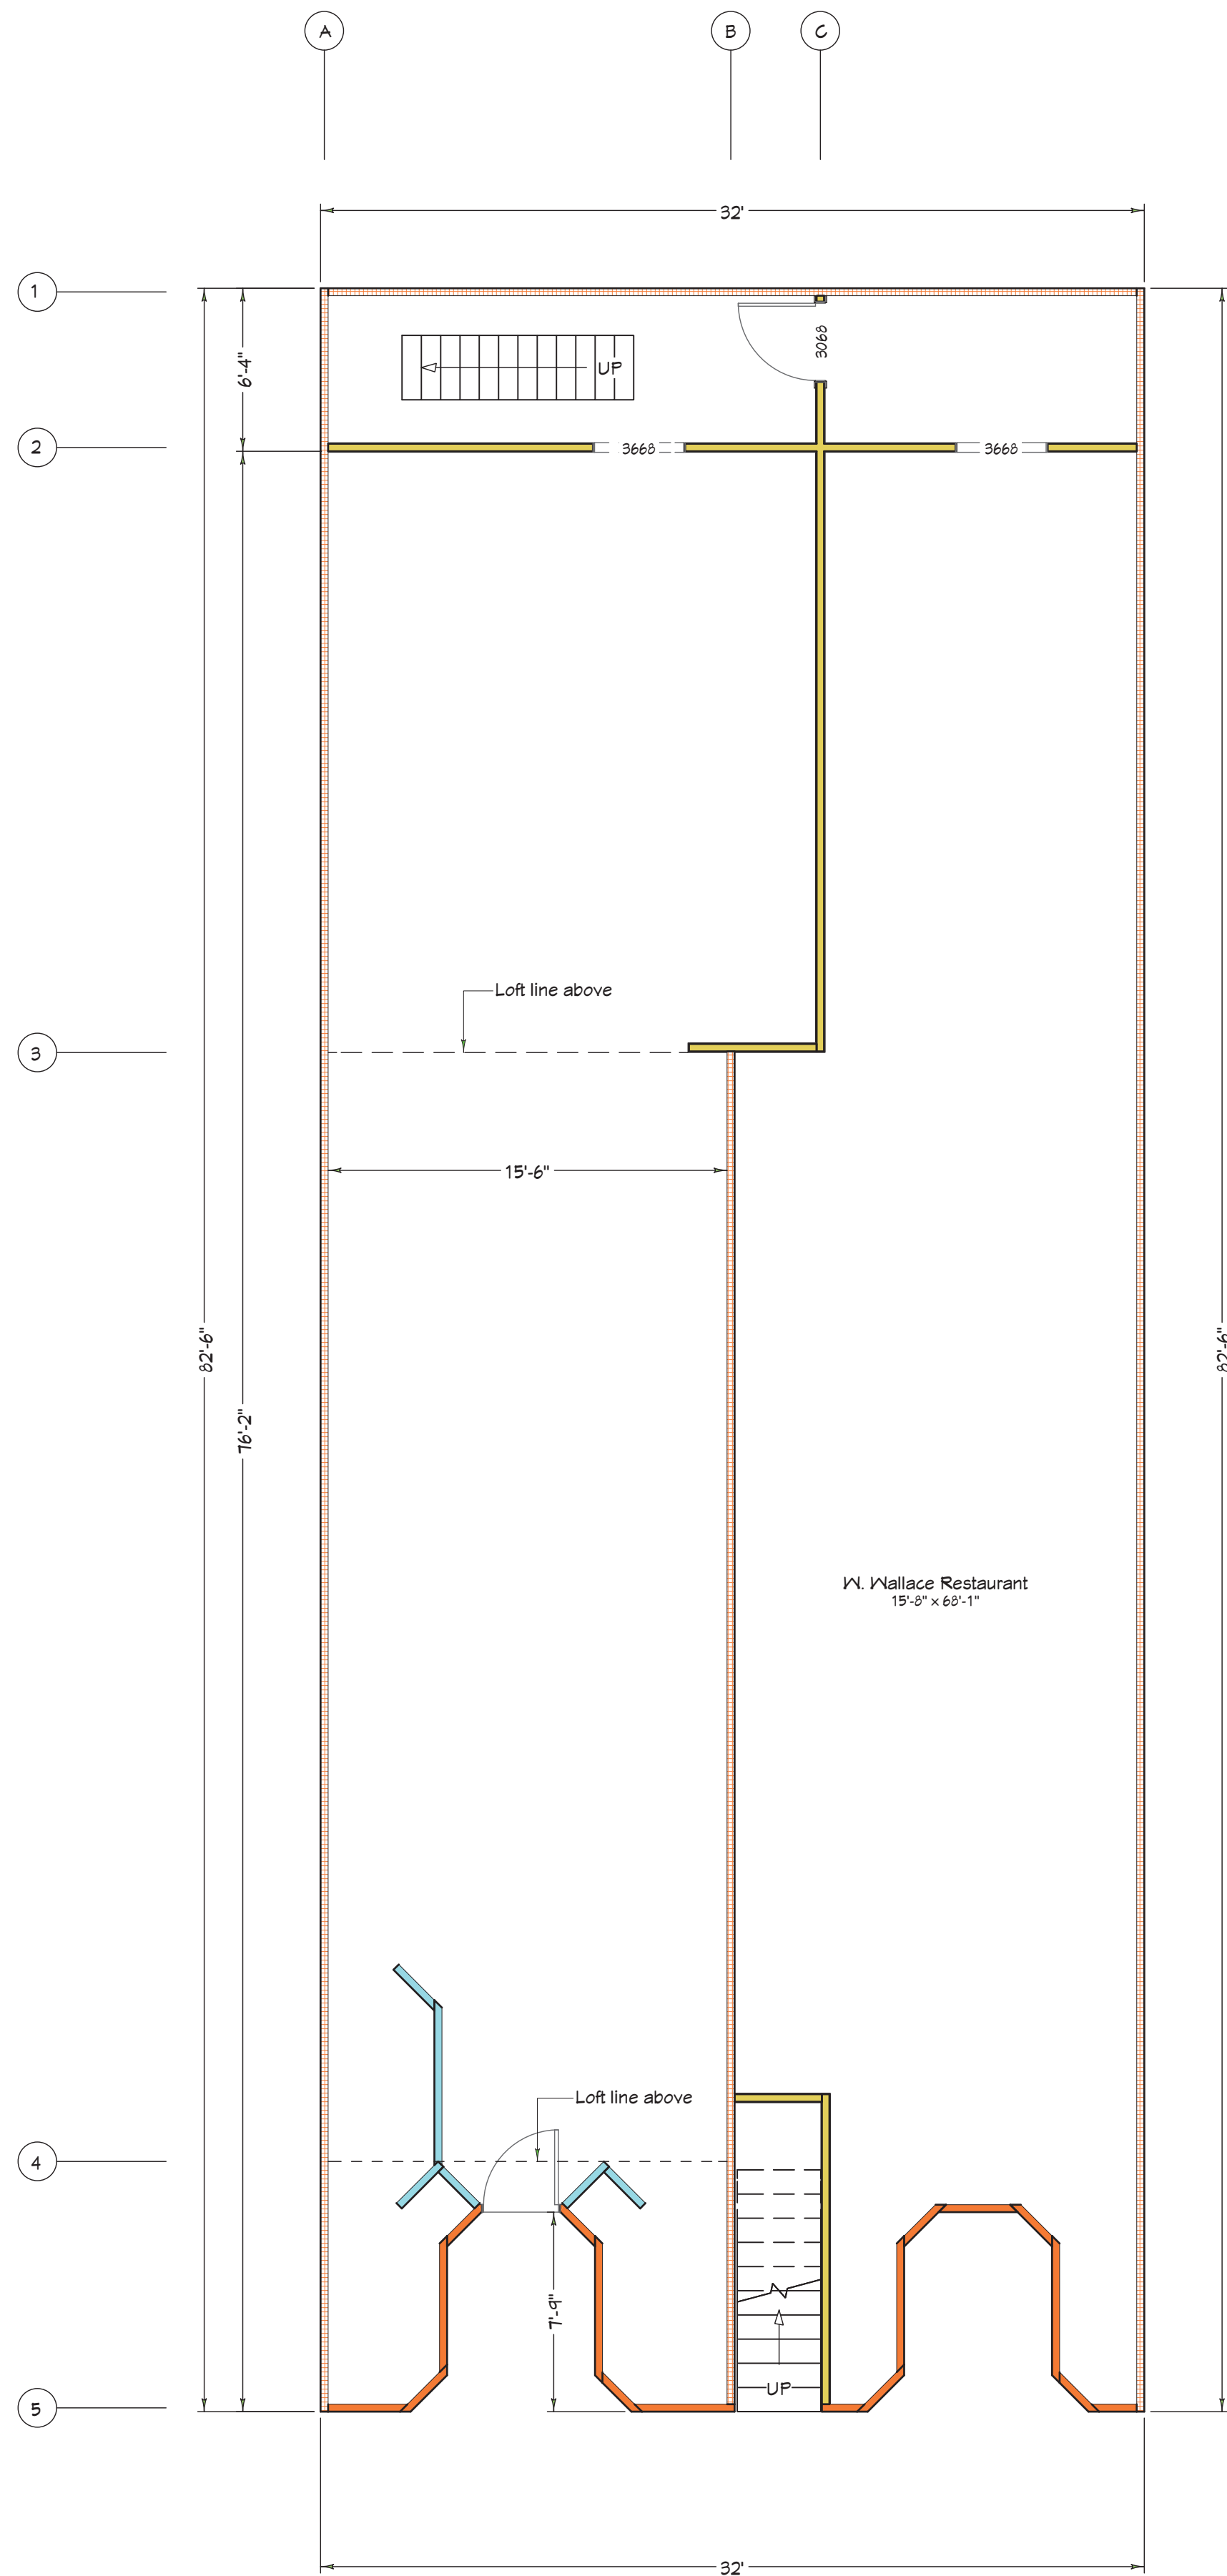 A
B
C
32'
1
6'-4"
UP
3068
2
3668
3668
Loft line above
3
15'-6"
82'-6"
82'-6"
76'-2"
W. Wallace Restaurant
15'-8" × 68'-1"
Loft line above
4
7'-9"
UP
5
32'